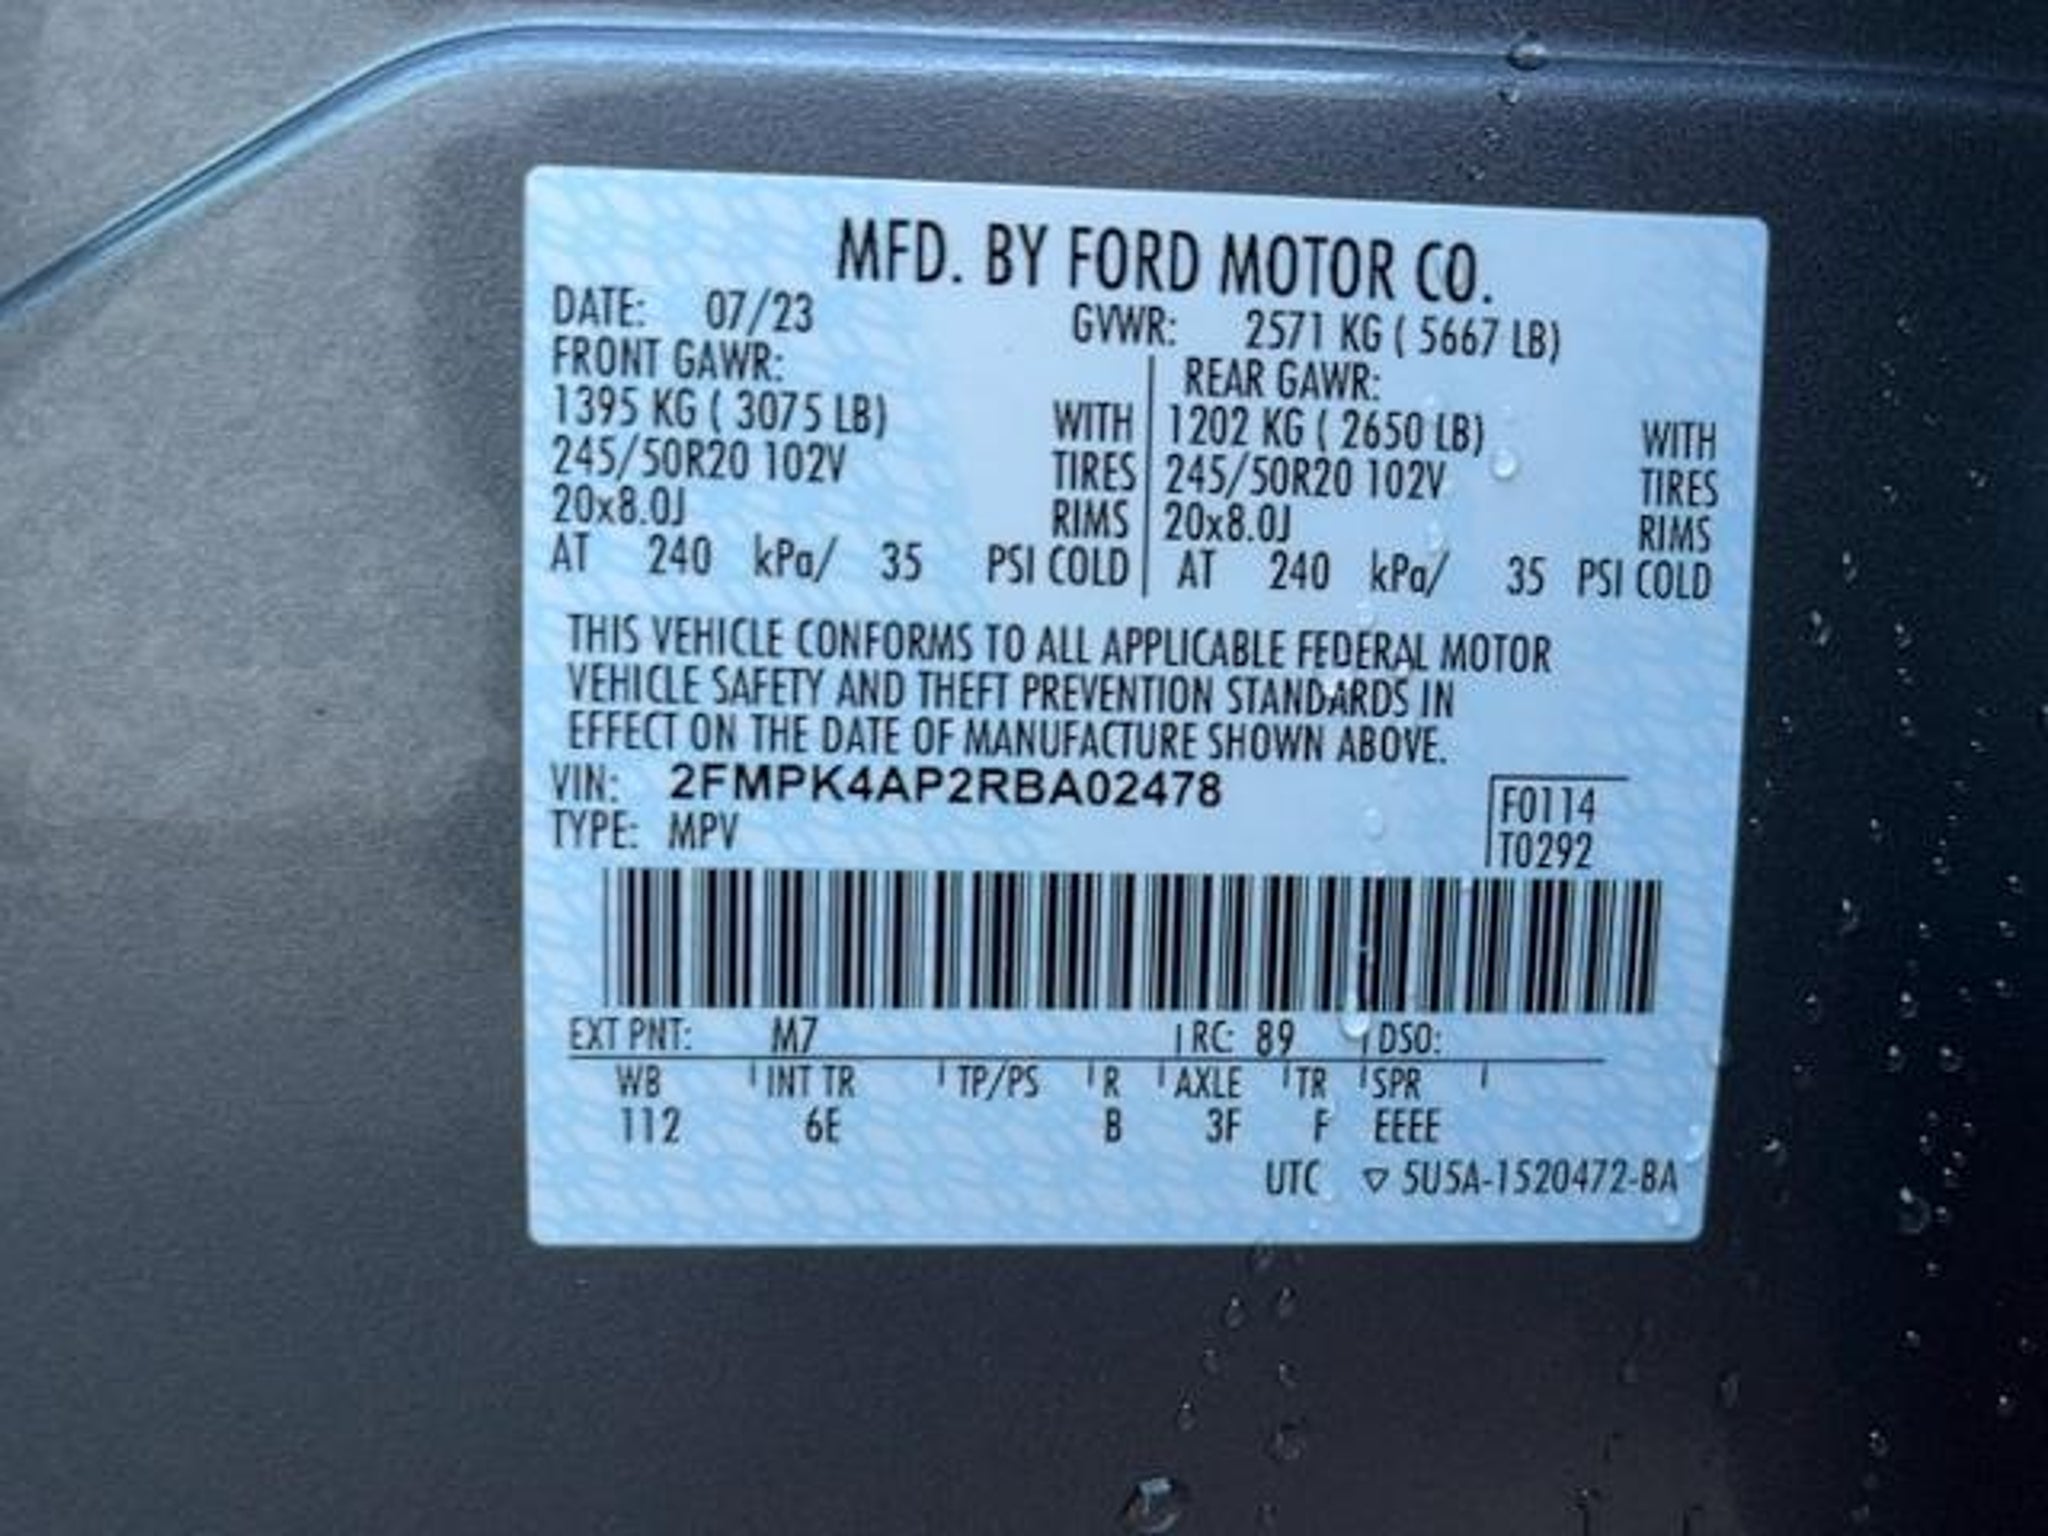 MFD. BY FORD MOTOR CO.
DATE: 07/23 GVWR: 2571 KG ( 5667 LB)
FRONT GAWR: REAR GAWR:
1395 KG ( 3075 LB) WITH 1202 KG ( 2650 LB) WITH
245/50R20 102V TIRES 245/50R20 102V TIRES
20x8.0J RIMS 20x8.0J RIMS
AT 240 kPa/ 35 PSI COLD AT 240 kPa/ 35 PSI COLD
THIS VEHICLE CONFORMS TO ALL APPLICABLE FEDERAL MOTOR
VEHICLE SAFETY AND THEFT PREVENTION STANDARDS IN
EFFECT ON THE DATE OF MANUFACTURE SHOWN ABOVE.
VIN: 2FMPK4AP2RBA02478 F0114
TYPE: MPV T0292
EXT PNT: M7 RC: 89 DSO:
WB INT TR TP/PS R AXLE TR SPR
112 6E B 3F F EEEE
UTC ▽ 5U5A-1520472-BA